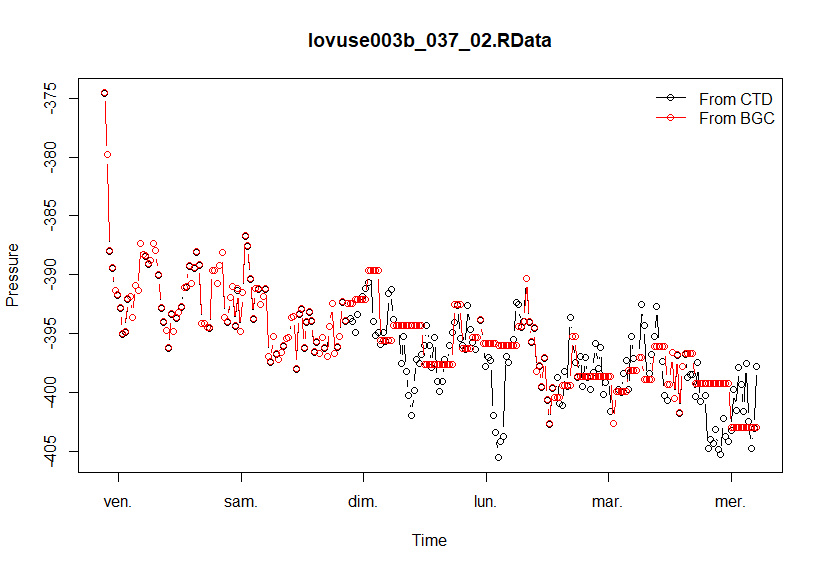 lovuse003b_037_02.RData
From CTD
From BGC
Pressure
-375
-380
-385
-390
-395
-400
-405
ven.
sam.
dim.
lun.
mar.
mer.
Time